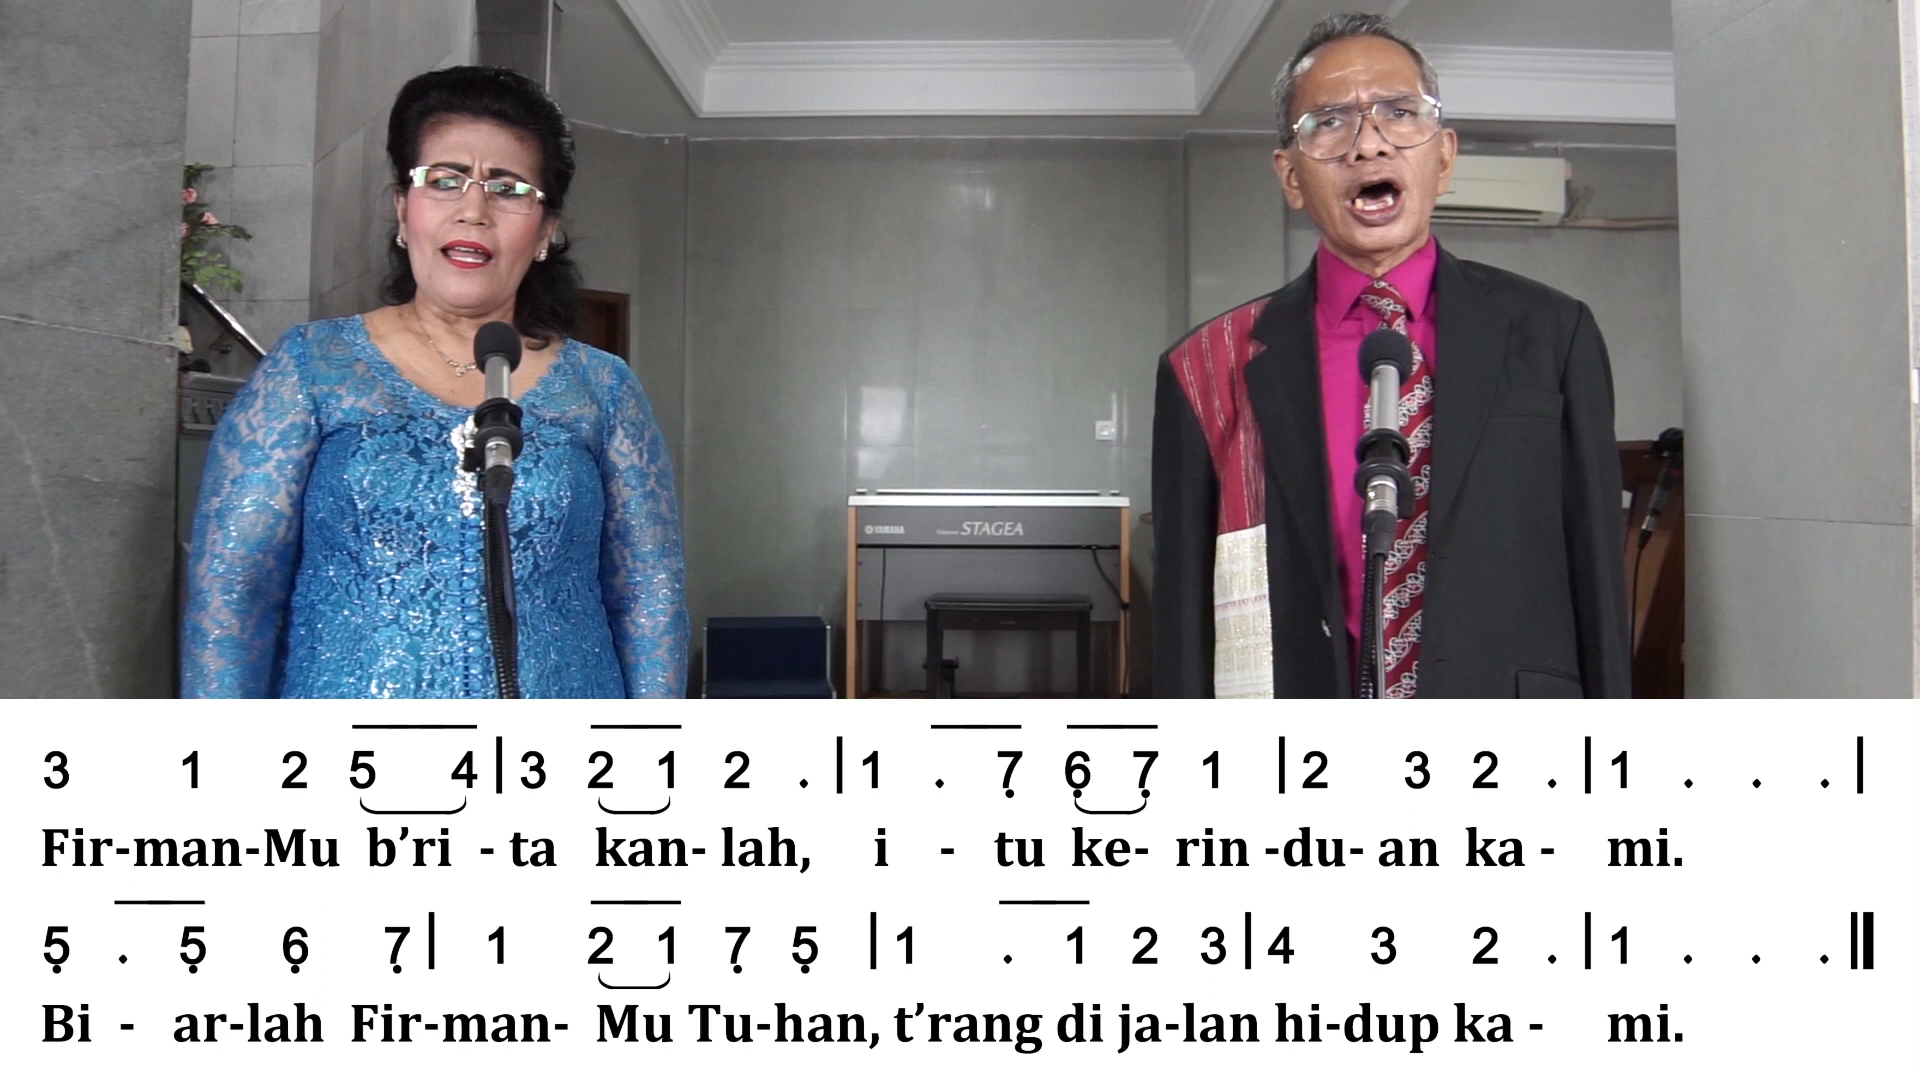 YAMAHA STAGEA
3 1 2 5 4 | 3 2 1 2 . | 1 . 7̣ 6̣ 7̣ 1 | 2 3 2 . | 1 . . . |
Fir-man-Mu b’ri - ta kan- lah, i - tu ke- rin -du- an ka - mi.
5̣ . 5̣ 6̣ 7̣ | 1 2 1 7̣ 5̣ | 1 . 1 2 3 | 4 3 2 . | 1 . . . ||
Bi - ar-lah Fir-man- Mu Tu-han, t’rang di ja-lan hi-dup ka - mi.